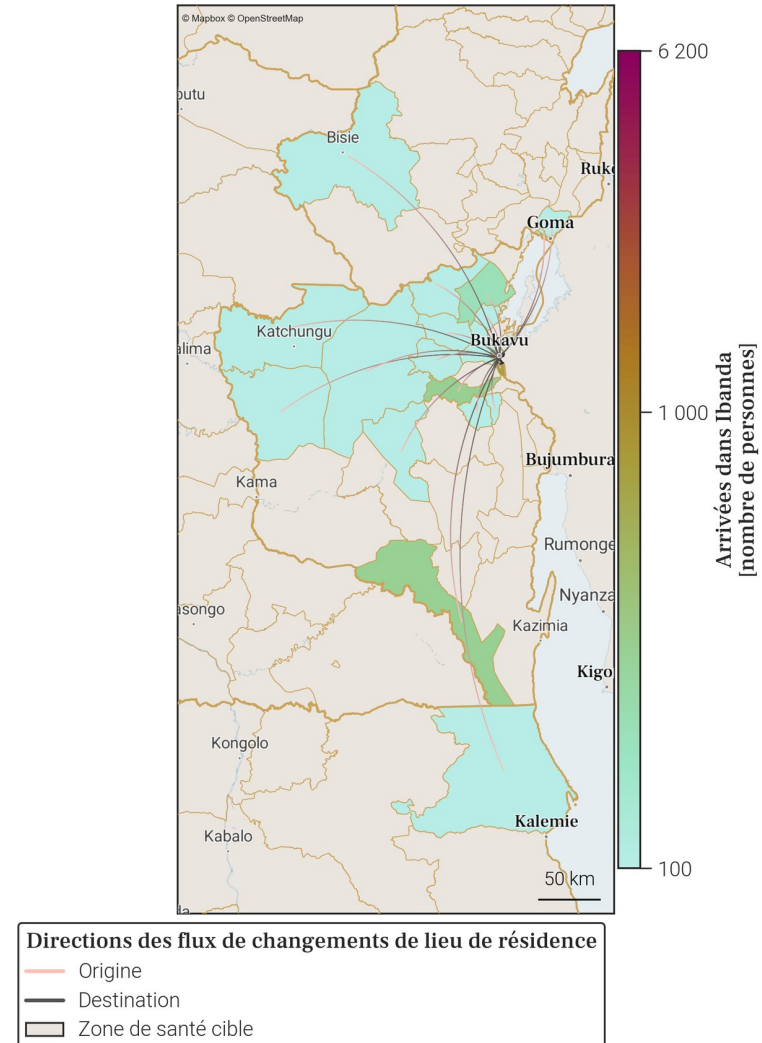 © Mapbox © OpenStreetMap
6 200
outu
Bisie
Ruk
Goma
Bukavu
Katchungu
alima
1 000
Arrivées dans Ibanda
[nombre de personnes]
Bujumbura
Kama
Rumonge
Nyanza
asongo
Kazimia
Kigo
Kongolo
Kalemie
Kabalo
100
50 km
Directions des flux de changements de lieu de résidence
Origine
Destination
Zone de santé cible